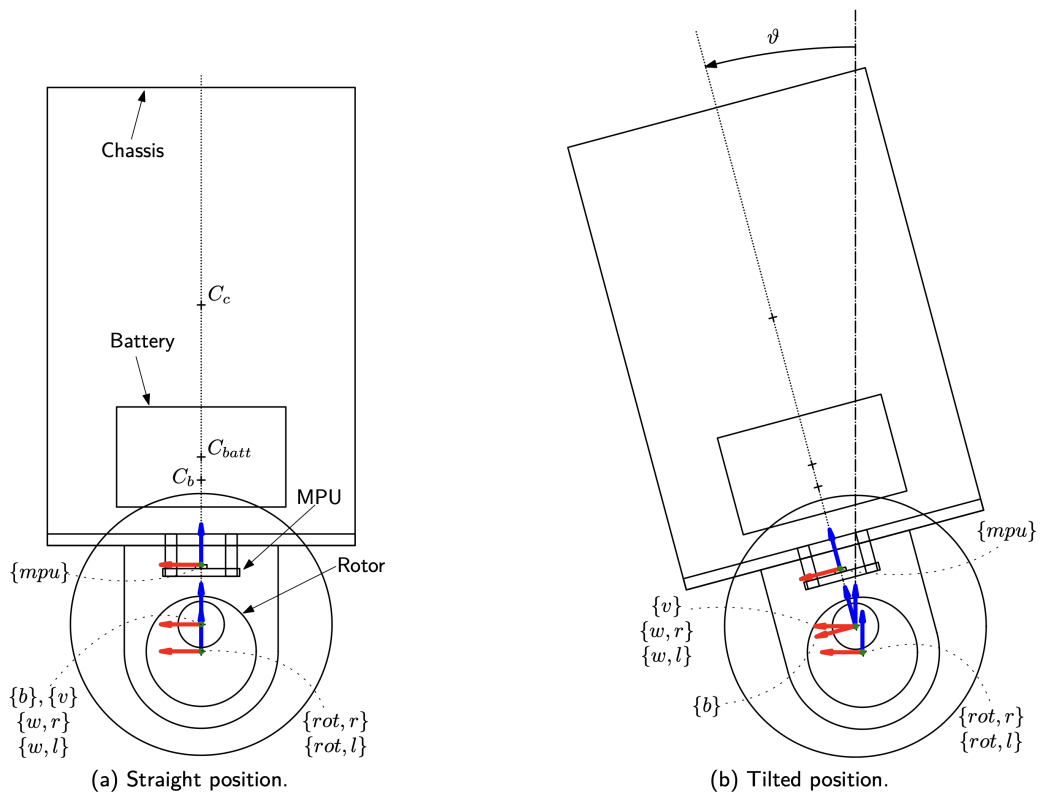 ϑ
Chassis
C_c
Battery
C_batt
C_b
MPU
{mpu}
Rotor
{b}, {v}
{w, r}
{w, l}
{rot, r}
{rot, l}
(a) Straight position.
{mpu}
{v}
{w, r}
{w, l}
{b}
{rot, r}
{rot, l}
(b) Tilted position.